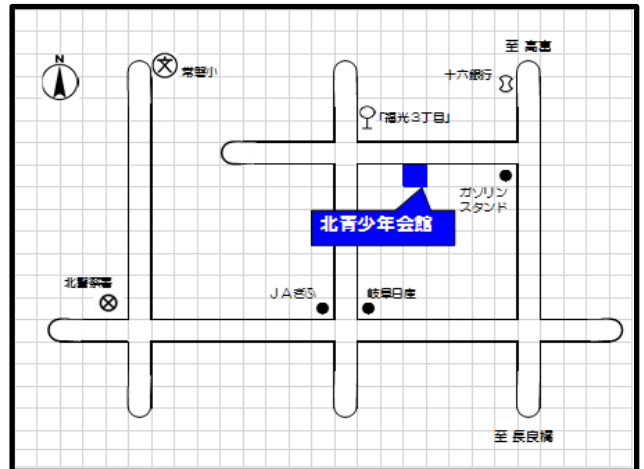 至 高富
N
文
常磐小
十六銀行
「福光３丁目」
ガソリン
スタンド
北青少年会館
北警察署
ＪＡぎふ
岐阜日産
至 長良橋